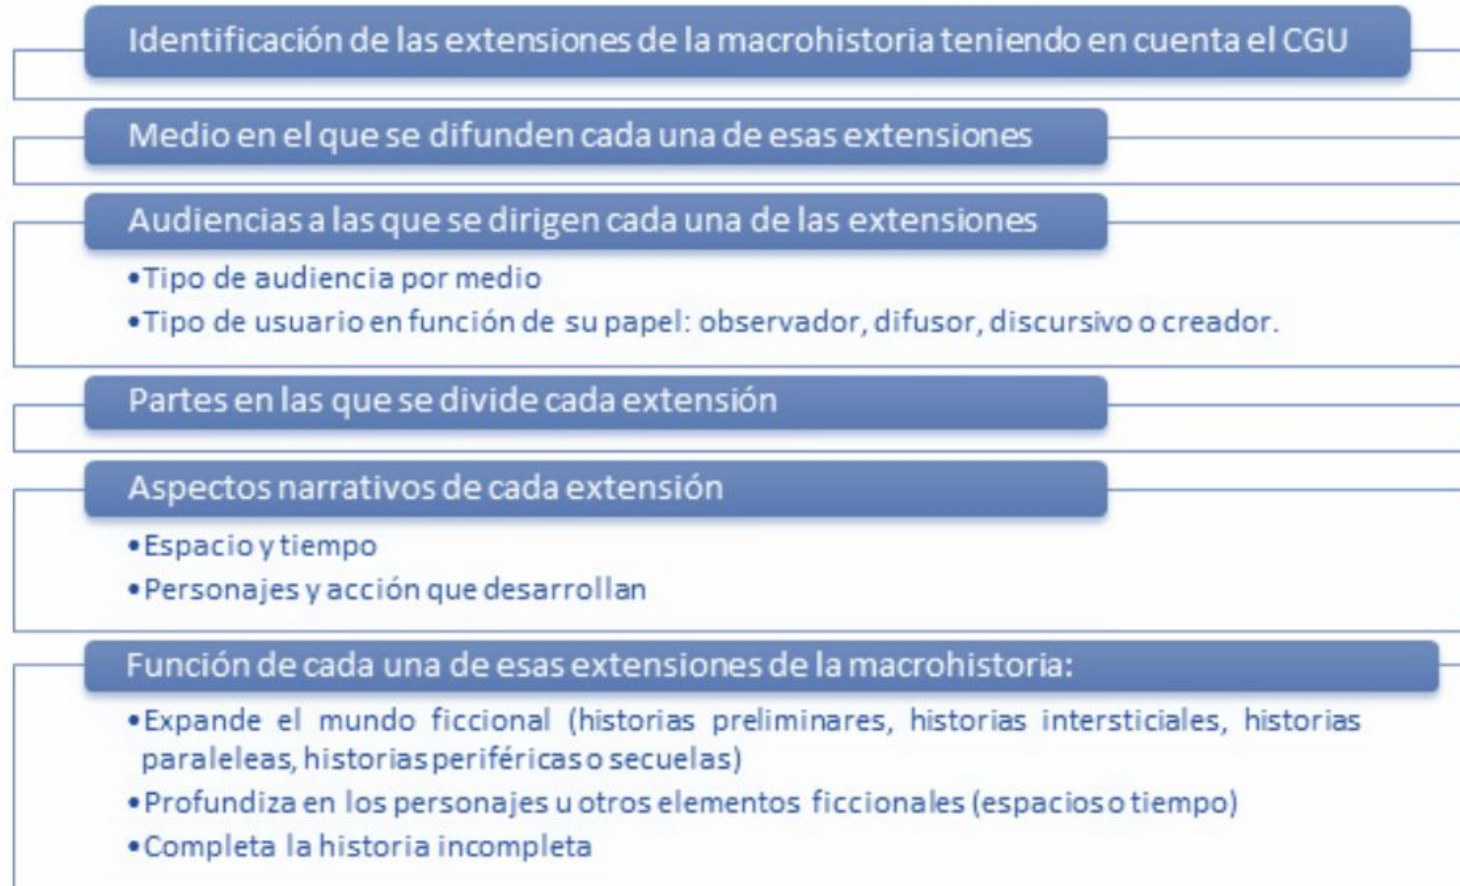 Identificación de las extensiones de la macrohistoria teniendo en cuenta el CGU
Medio en el que se difunden cada una de esas extensiones
Audiencias a las que se dirigen cada una de las extensiones
•Tipo de audiencia por medio
•Tipo de usuario en función de su papel: observador, difusor, discursivo o creador.
Partes en las que se divide cada extensión
Aspectos narrativos de cada extensión
•Espacio y tiempo
•Personajes y acción que desarrollan
Función de cada una de esas extensiones de la macrohistoria:
•Expande el mundo ficcional (historias preliminares, historias intersticiales, historias
paraleleas, historias periféricas o secuelas)
•Profundiza en los personajes u otros elementos ficcionales (espacios o tiempo)
•Completa la historia incompleta